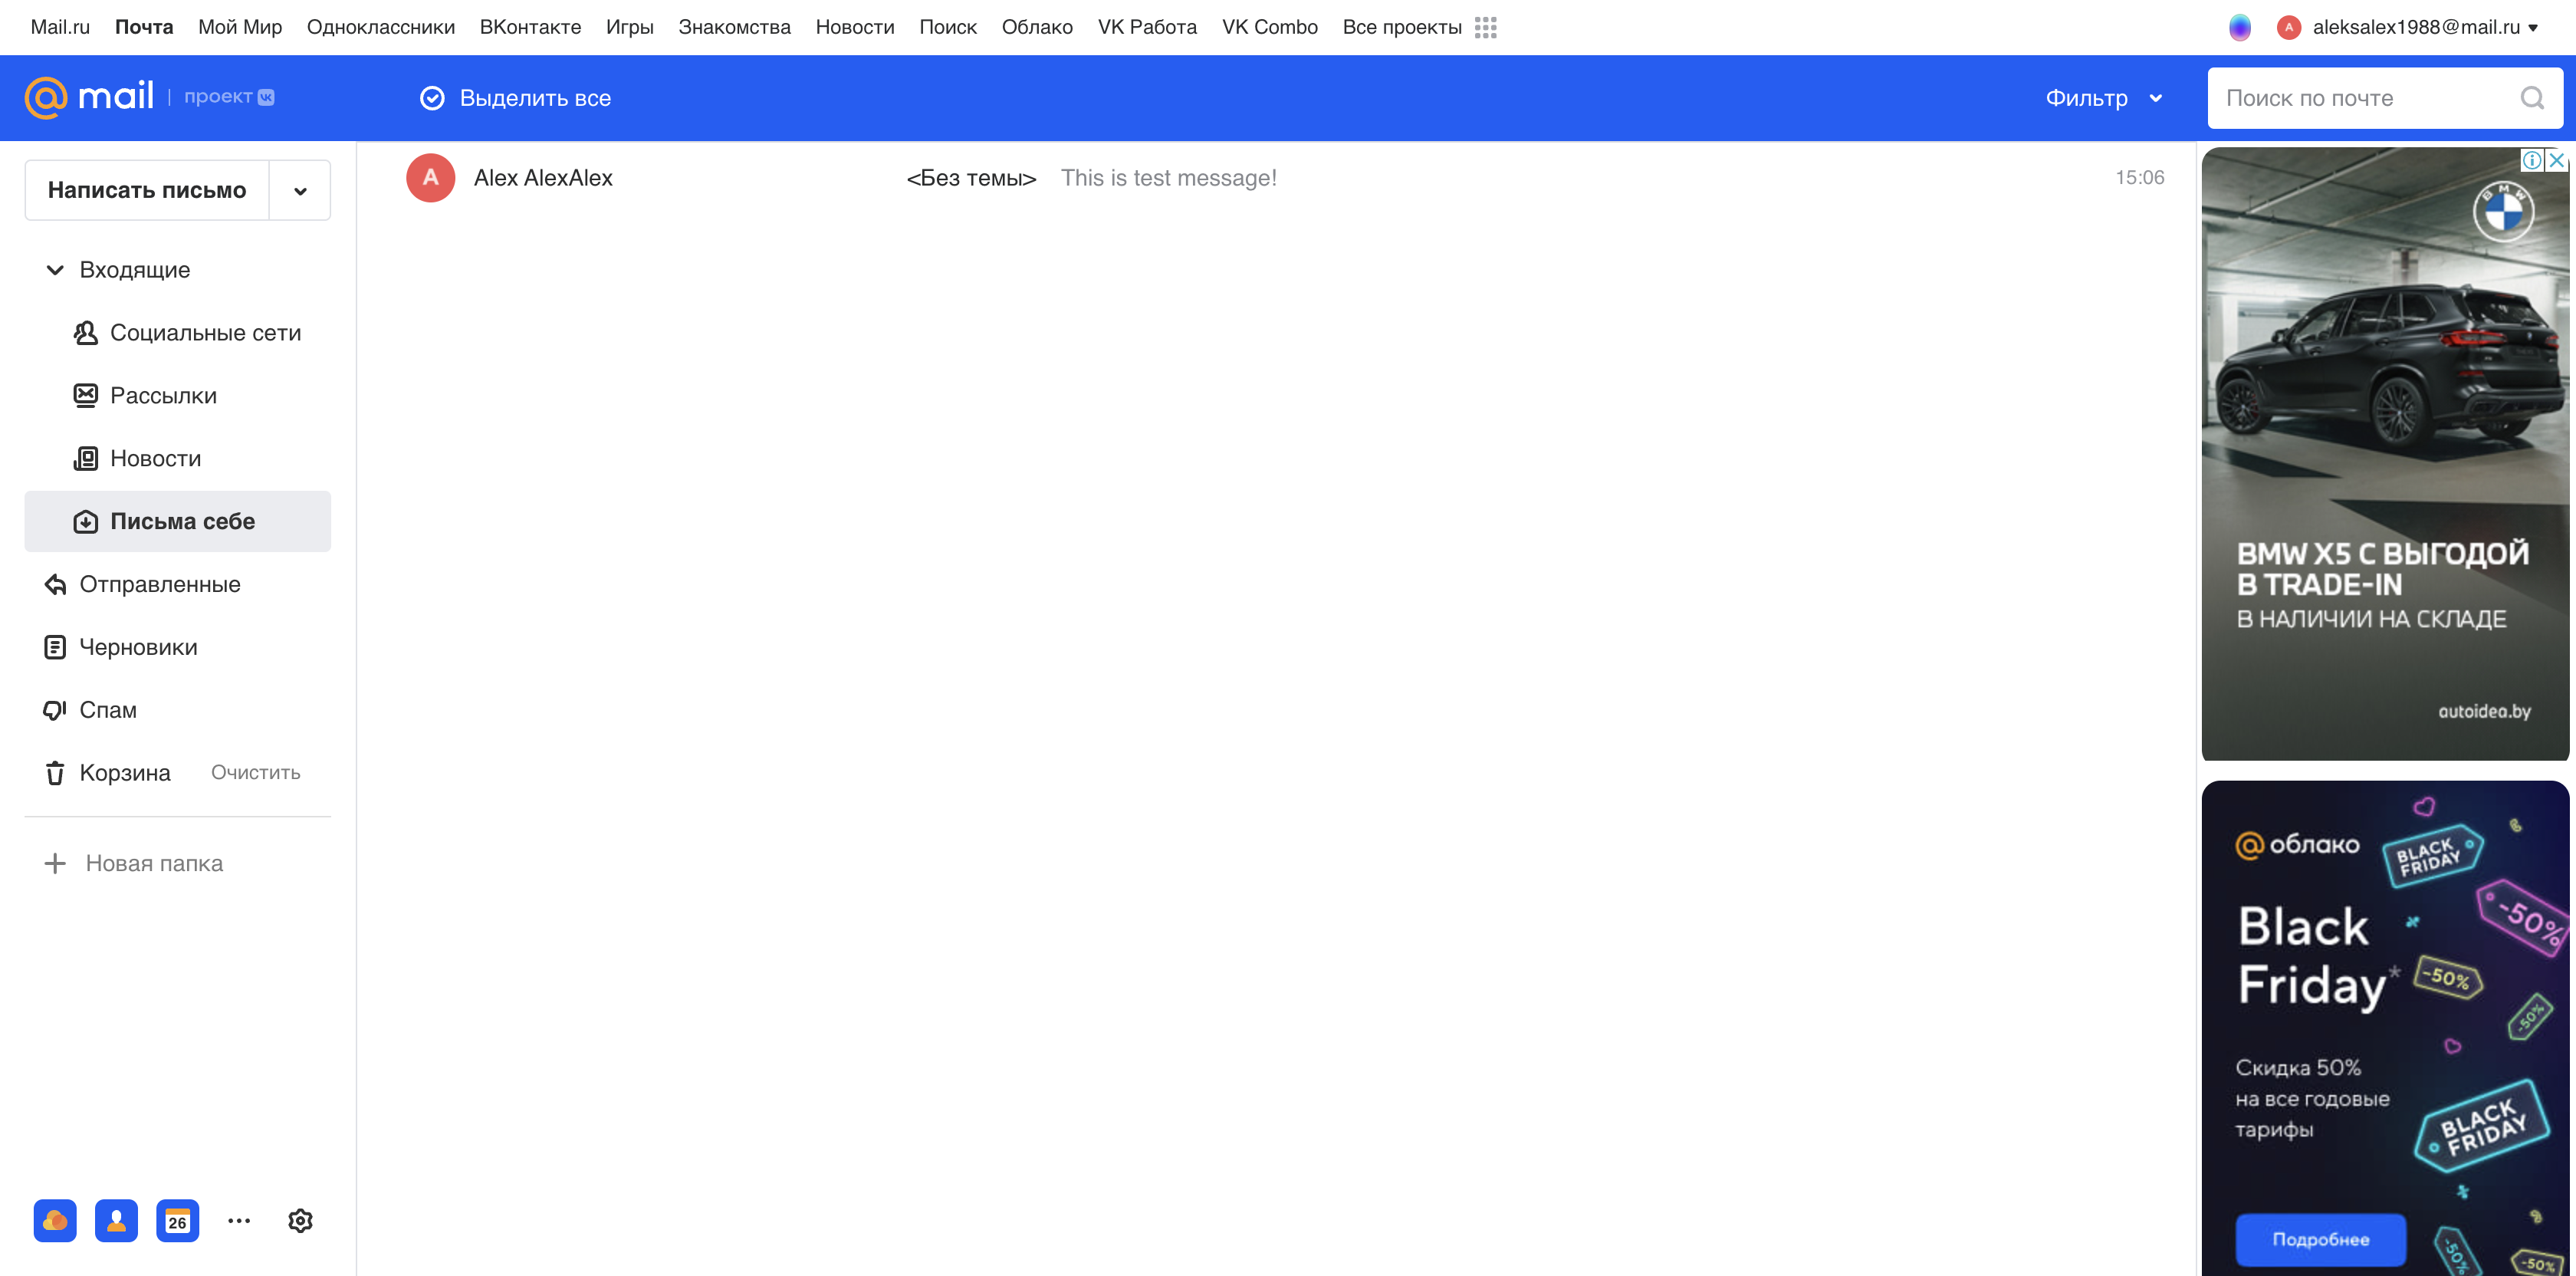 Mail.ru Почта Мой Мир Одноклассники ВКонтакте Игры Знакомства Новости Поиск Облако VK Работа VK Combo Все проекты A aleksalex1988@mail.ru
@mail проект Выделить все Фильтр Поиск по почте
Написать письмо
Входящие
Социальные сети
Рассылки
Новости
Письма себе
Отправленные
Черновики
Спам
Корзина Очистить
Новая папка
26
A Alex AlexAlex <Без темы> This is test message! 15:06
BMW
BMW X5 С ВЫГОДОЙ
В TRADE-IN
В НАЛИЧИИ НА СКЛАДЕ
autoidea.by
@облако
BLACK
FRIDAY
-50%
Black
Friday*
-50%
-50%
Скидка 50%
на все годовые
тарифы
BLACK
FRIDAY
Подробнее
-50%
-50%